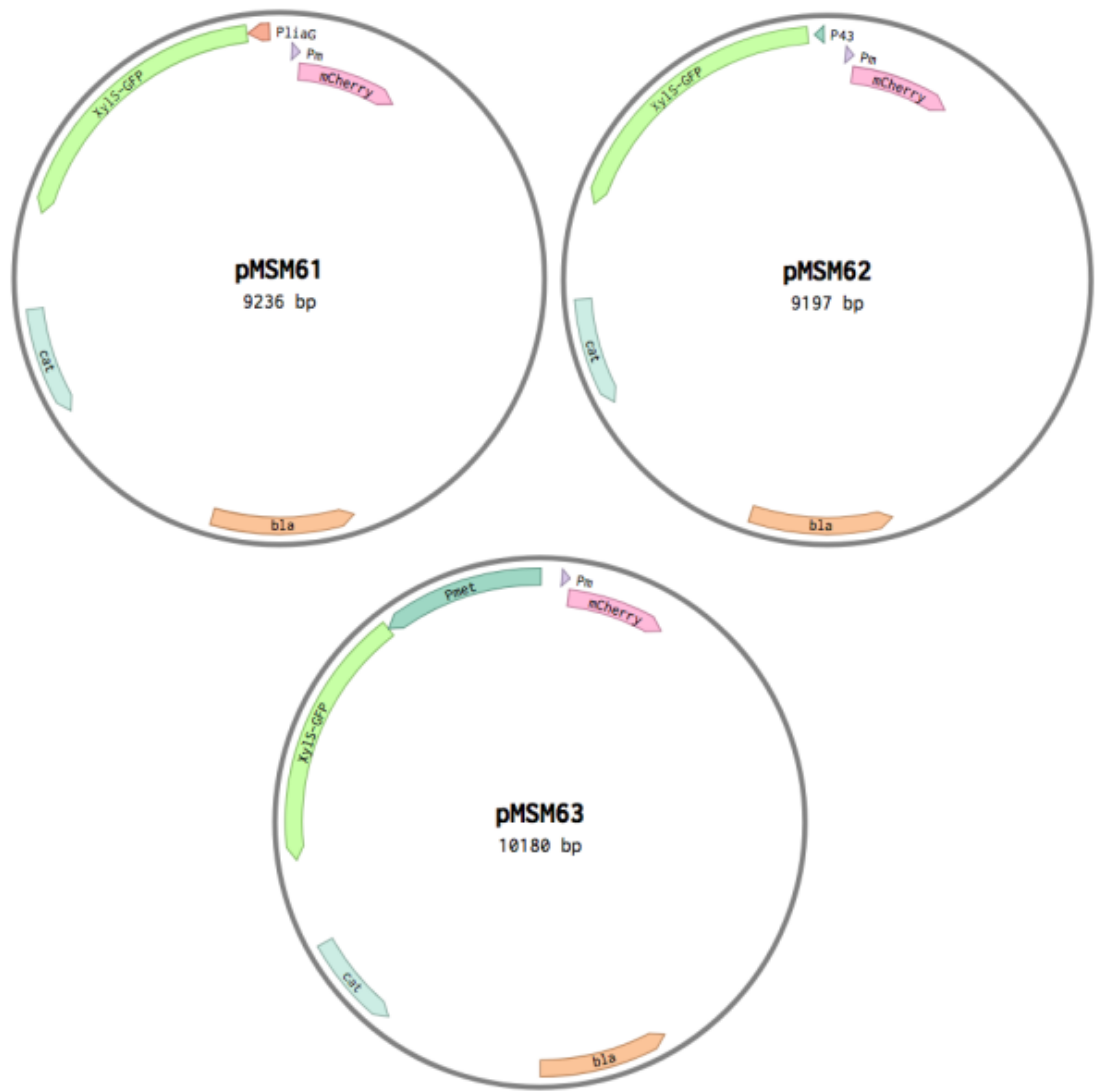 PliaG
Pm
mCherry
XylS-GFP
cat
bla
pMSM61
9236 bp
P43
Pm
mCherry
XylS-GFP
cat
bla
pMSM62
9197 bp
Pmet
Pm
mCherry
XylS-GFP
cat
bla
pMSM63
10180 bp